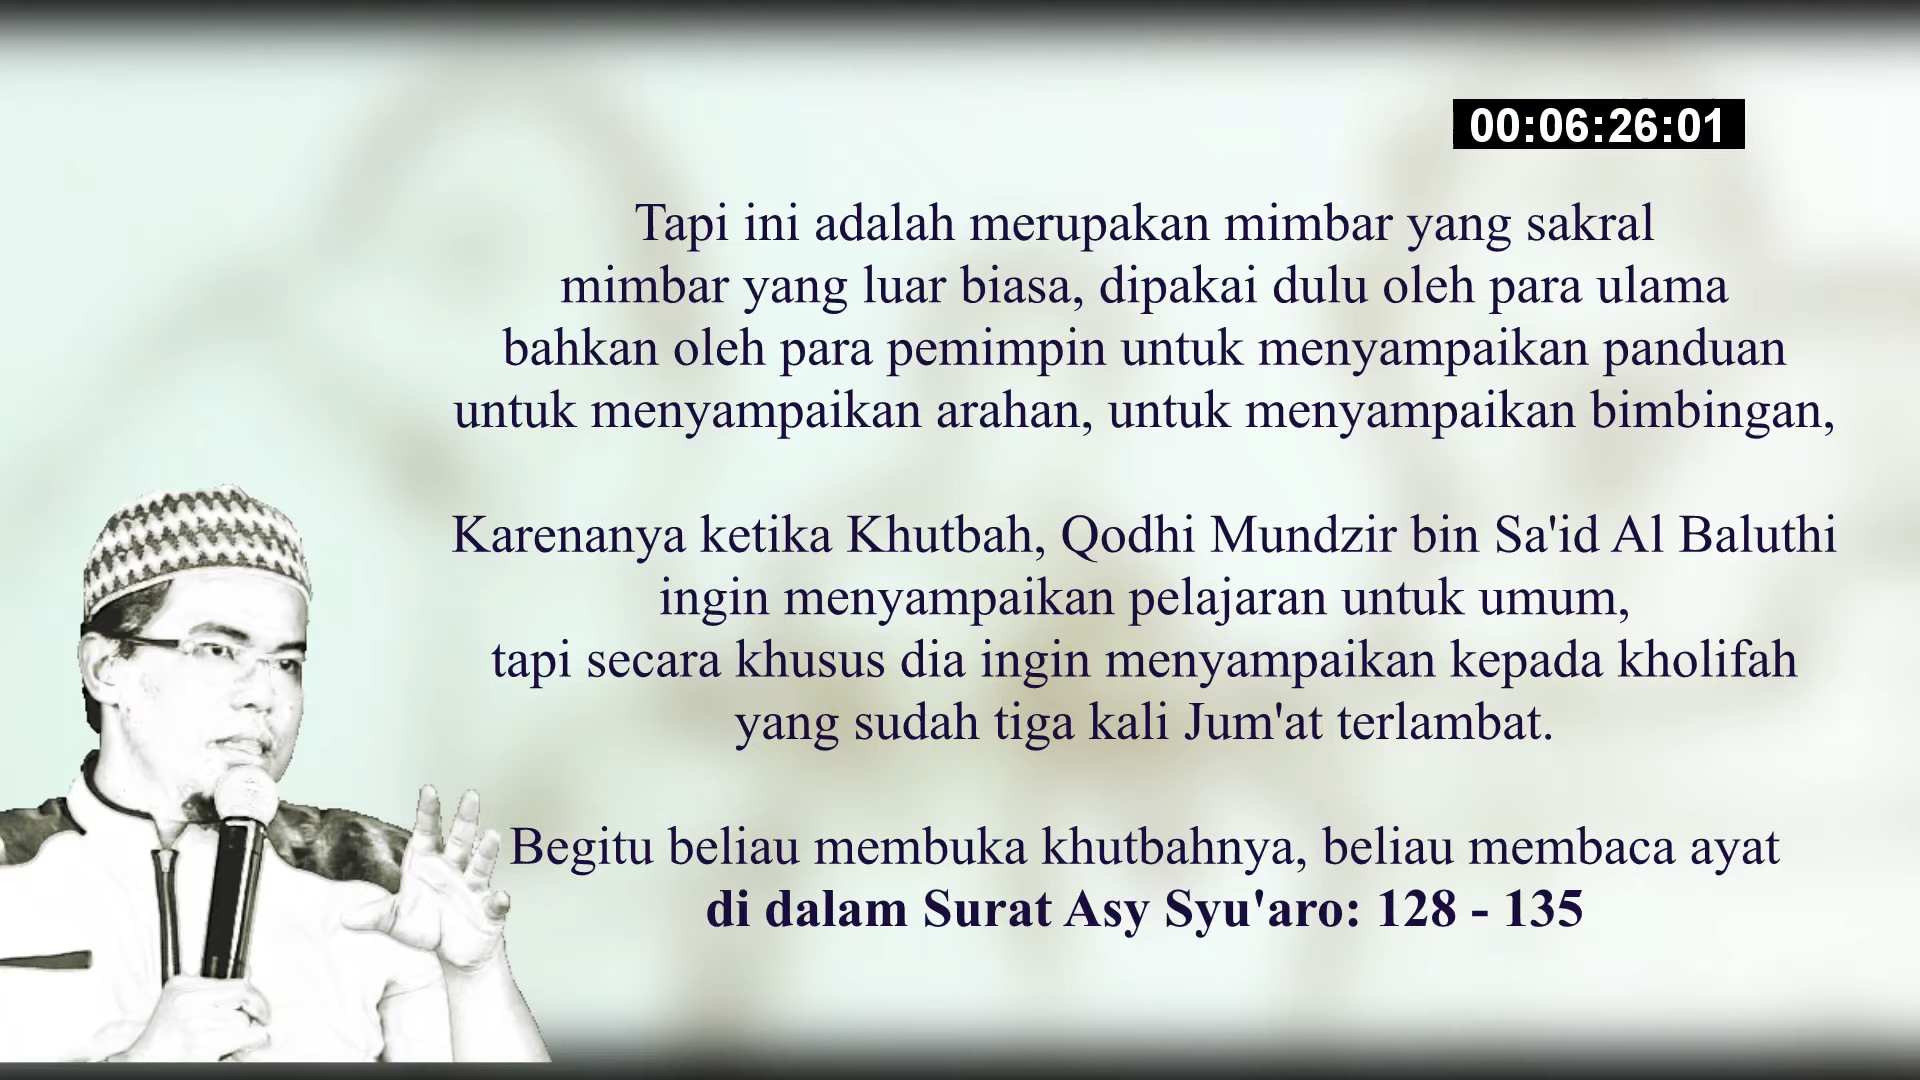 00:06:26:01
Tapi ini adalah merupakan mimbar yang sakral
mimbar yang luar biasa, dipakai dulu oleh para ulama
bahkan oleh para pemimpin untuk menyampaikan panduan
untuk menyampaikan arahan, untuk menyampaikan bimbingan,
Karenanya ketika Khutbah, Qodhi Mundzir bin Sa'id Al Baluthi
ingin menyampaikan pelajaran untuk umum,
tapi secara khusus dia ingin menyampaikan kepada kholifah
yang sudah tiga kali Jum'at terlambat.
Begitu beliau membuka khutbahnya, beliau membaca ayat
di dalam Surat Asy Syu'aro: 128 - 135